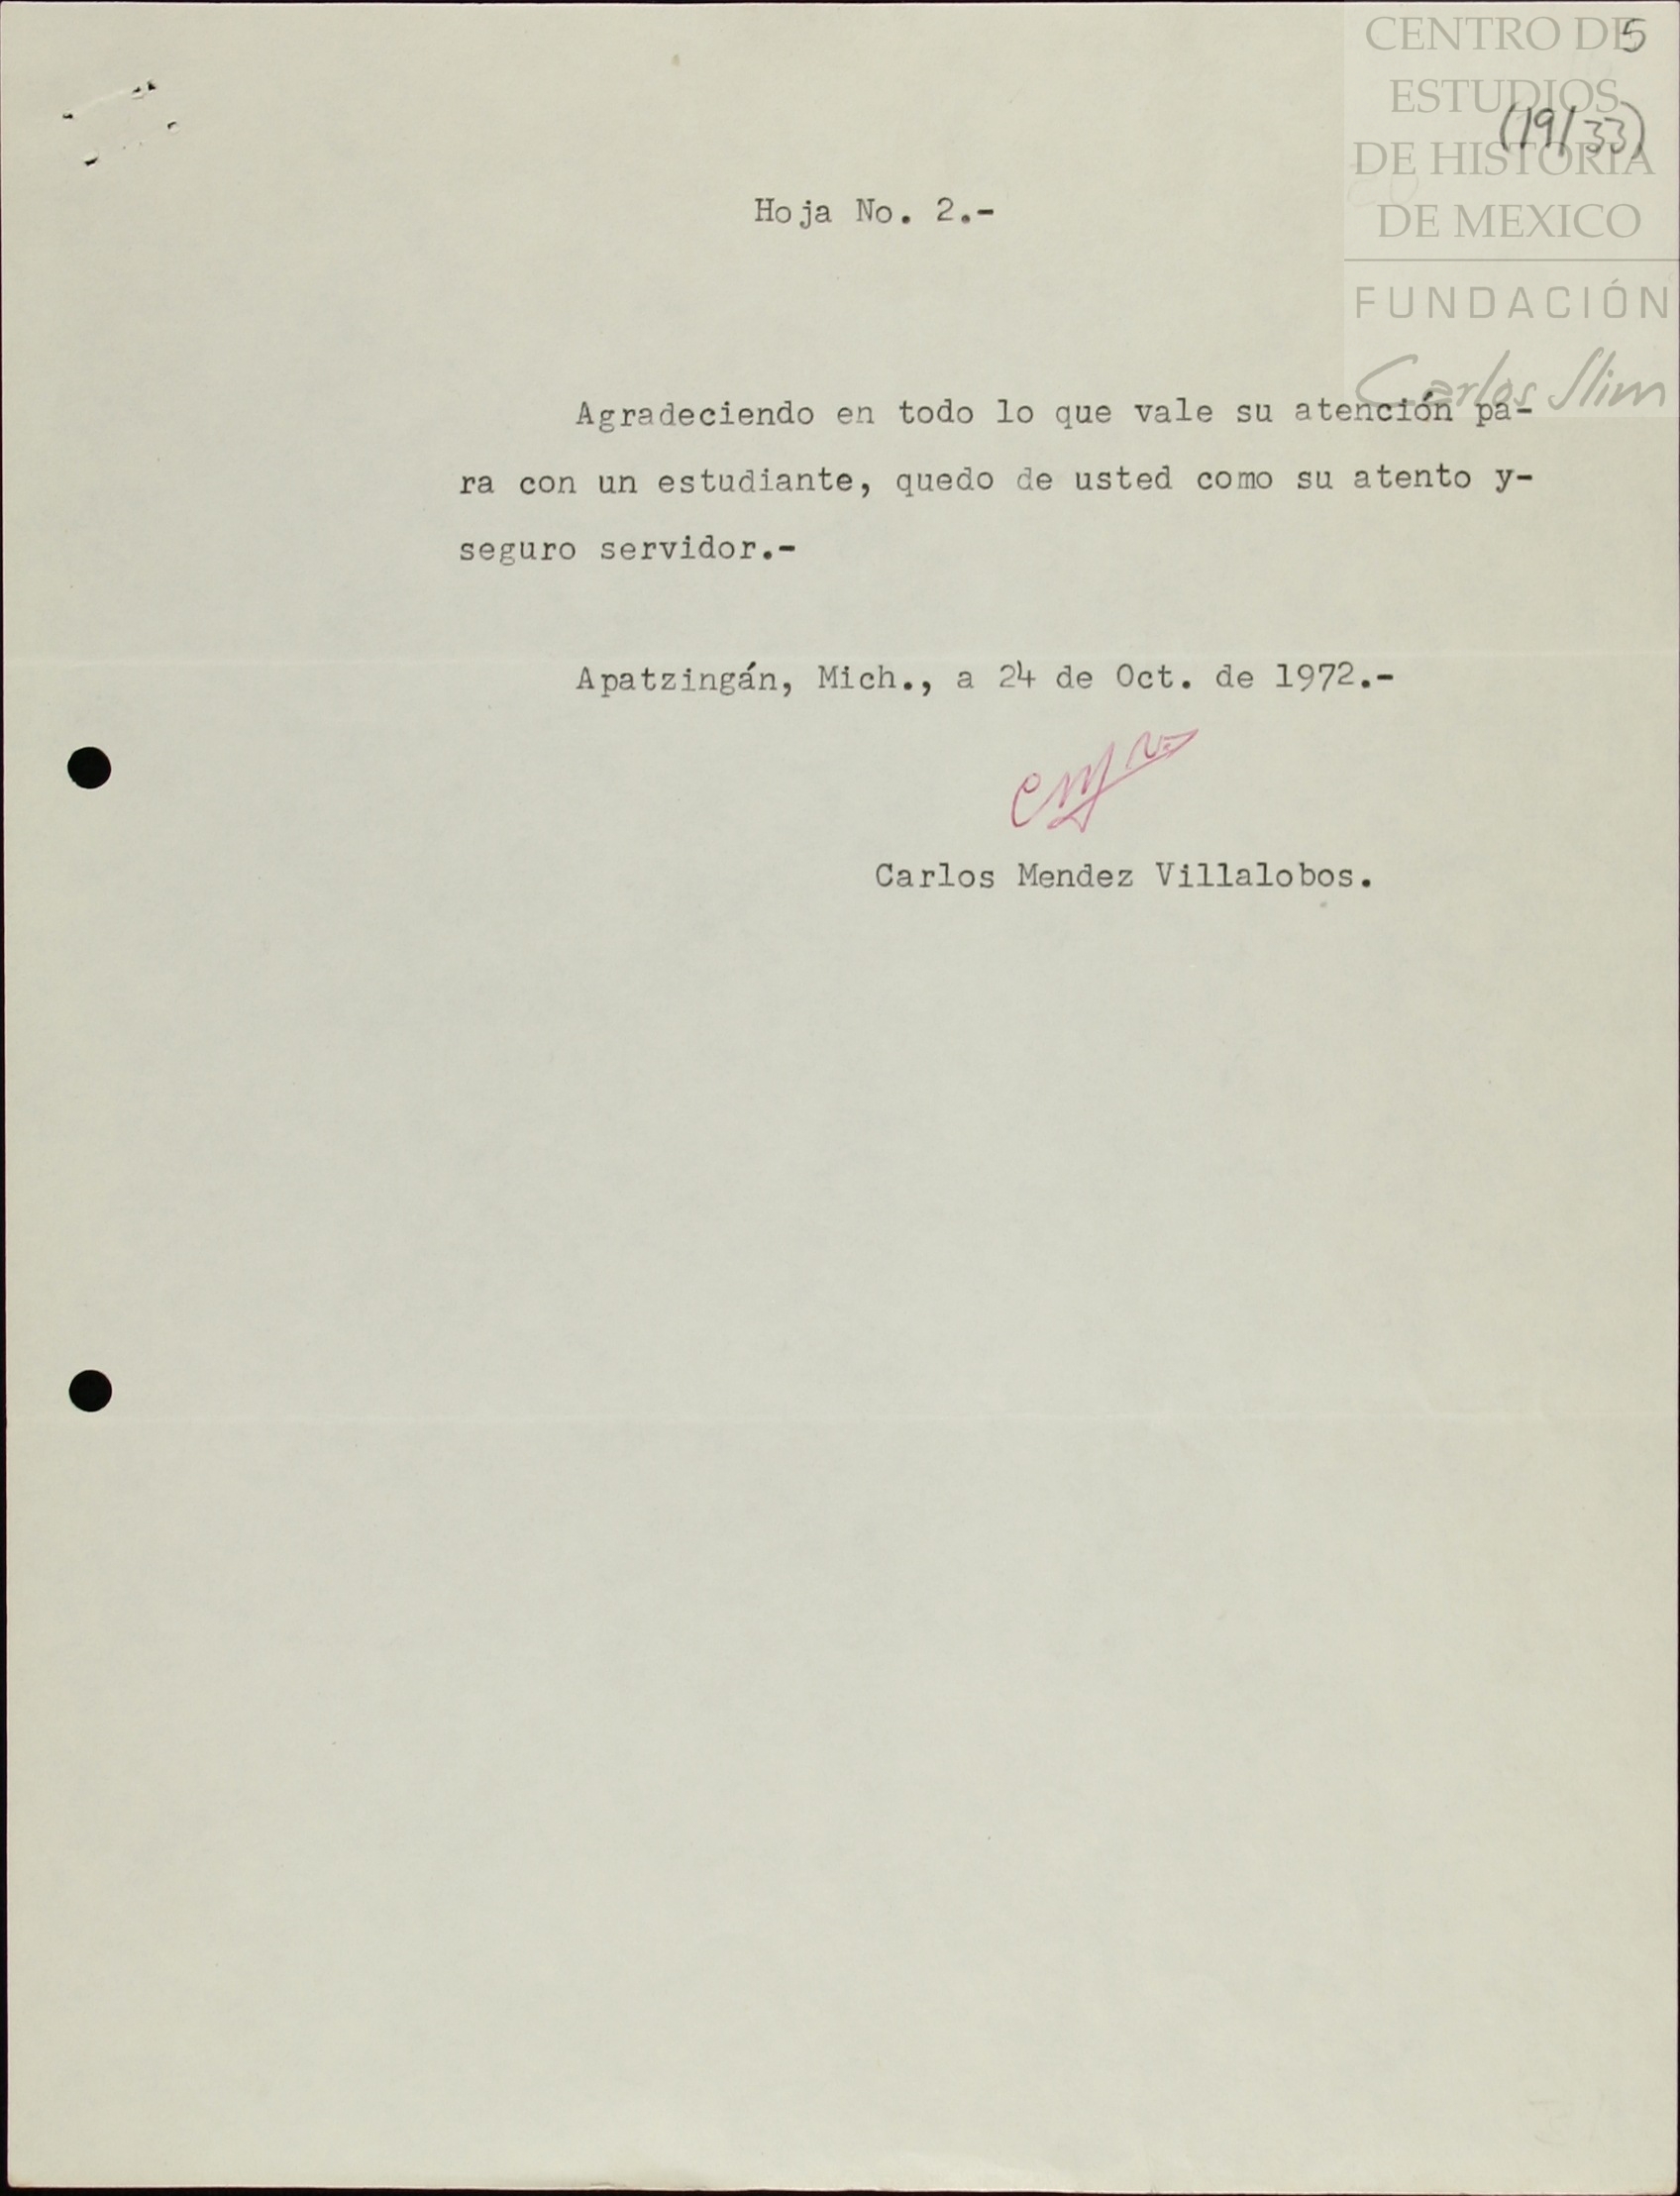 CENTRO DE
5
ESTUDIOS
(19/33)
DE HISTORIA
DE MEXICO
FUNDACIÓN
Carlos Slim
Hoja No. 2.-
Agradeciendo en todo lo que vale su atención pa-
ra con un estudiante, quedo de usted como su atento y-
seguro servidor.-
Apatzingán, Mich., a 24 de Oct. de 1972.-
Carlos Mendez Villalobos.